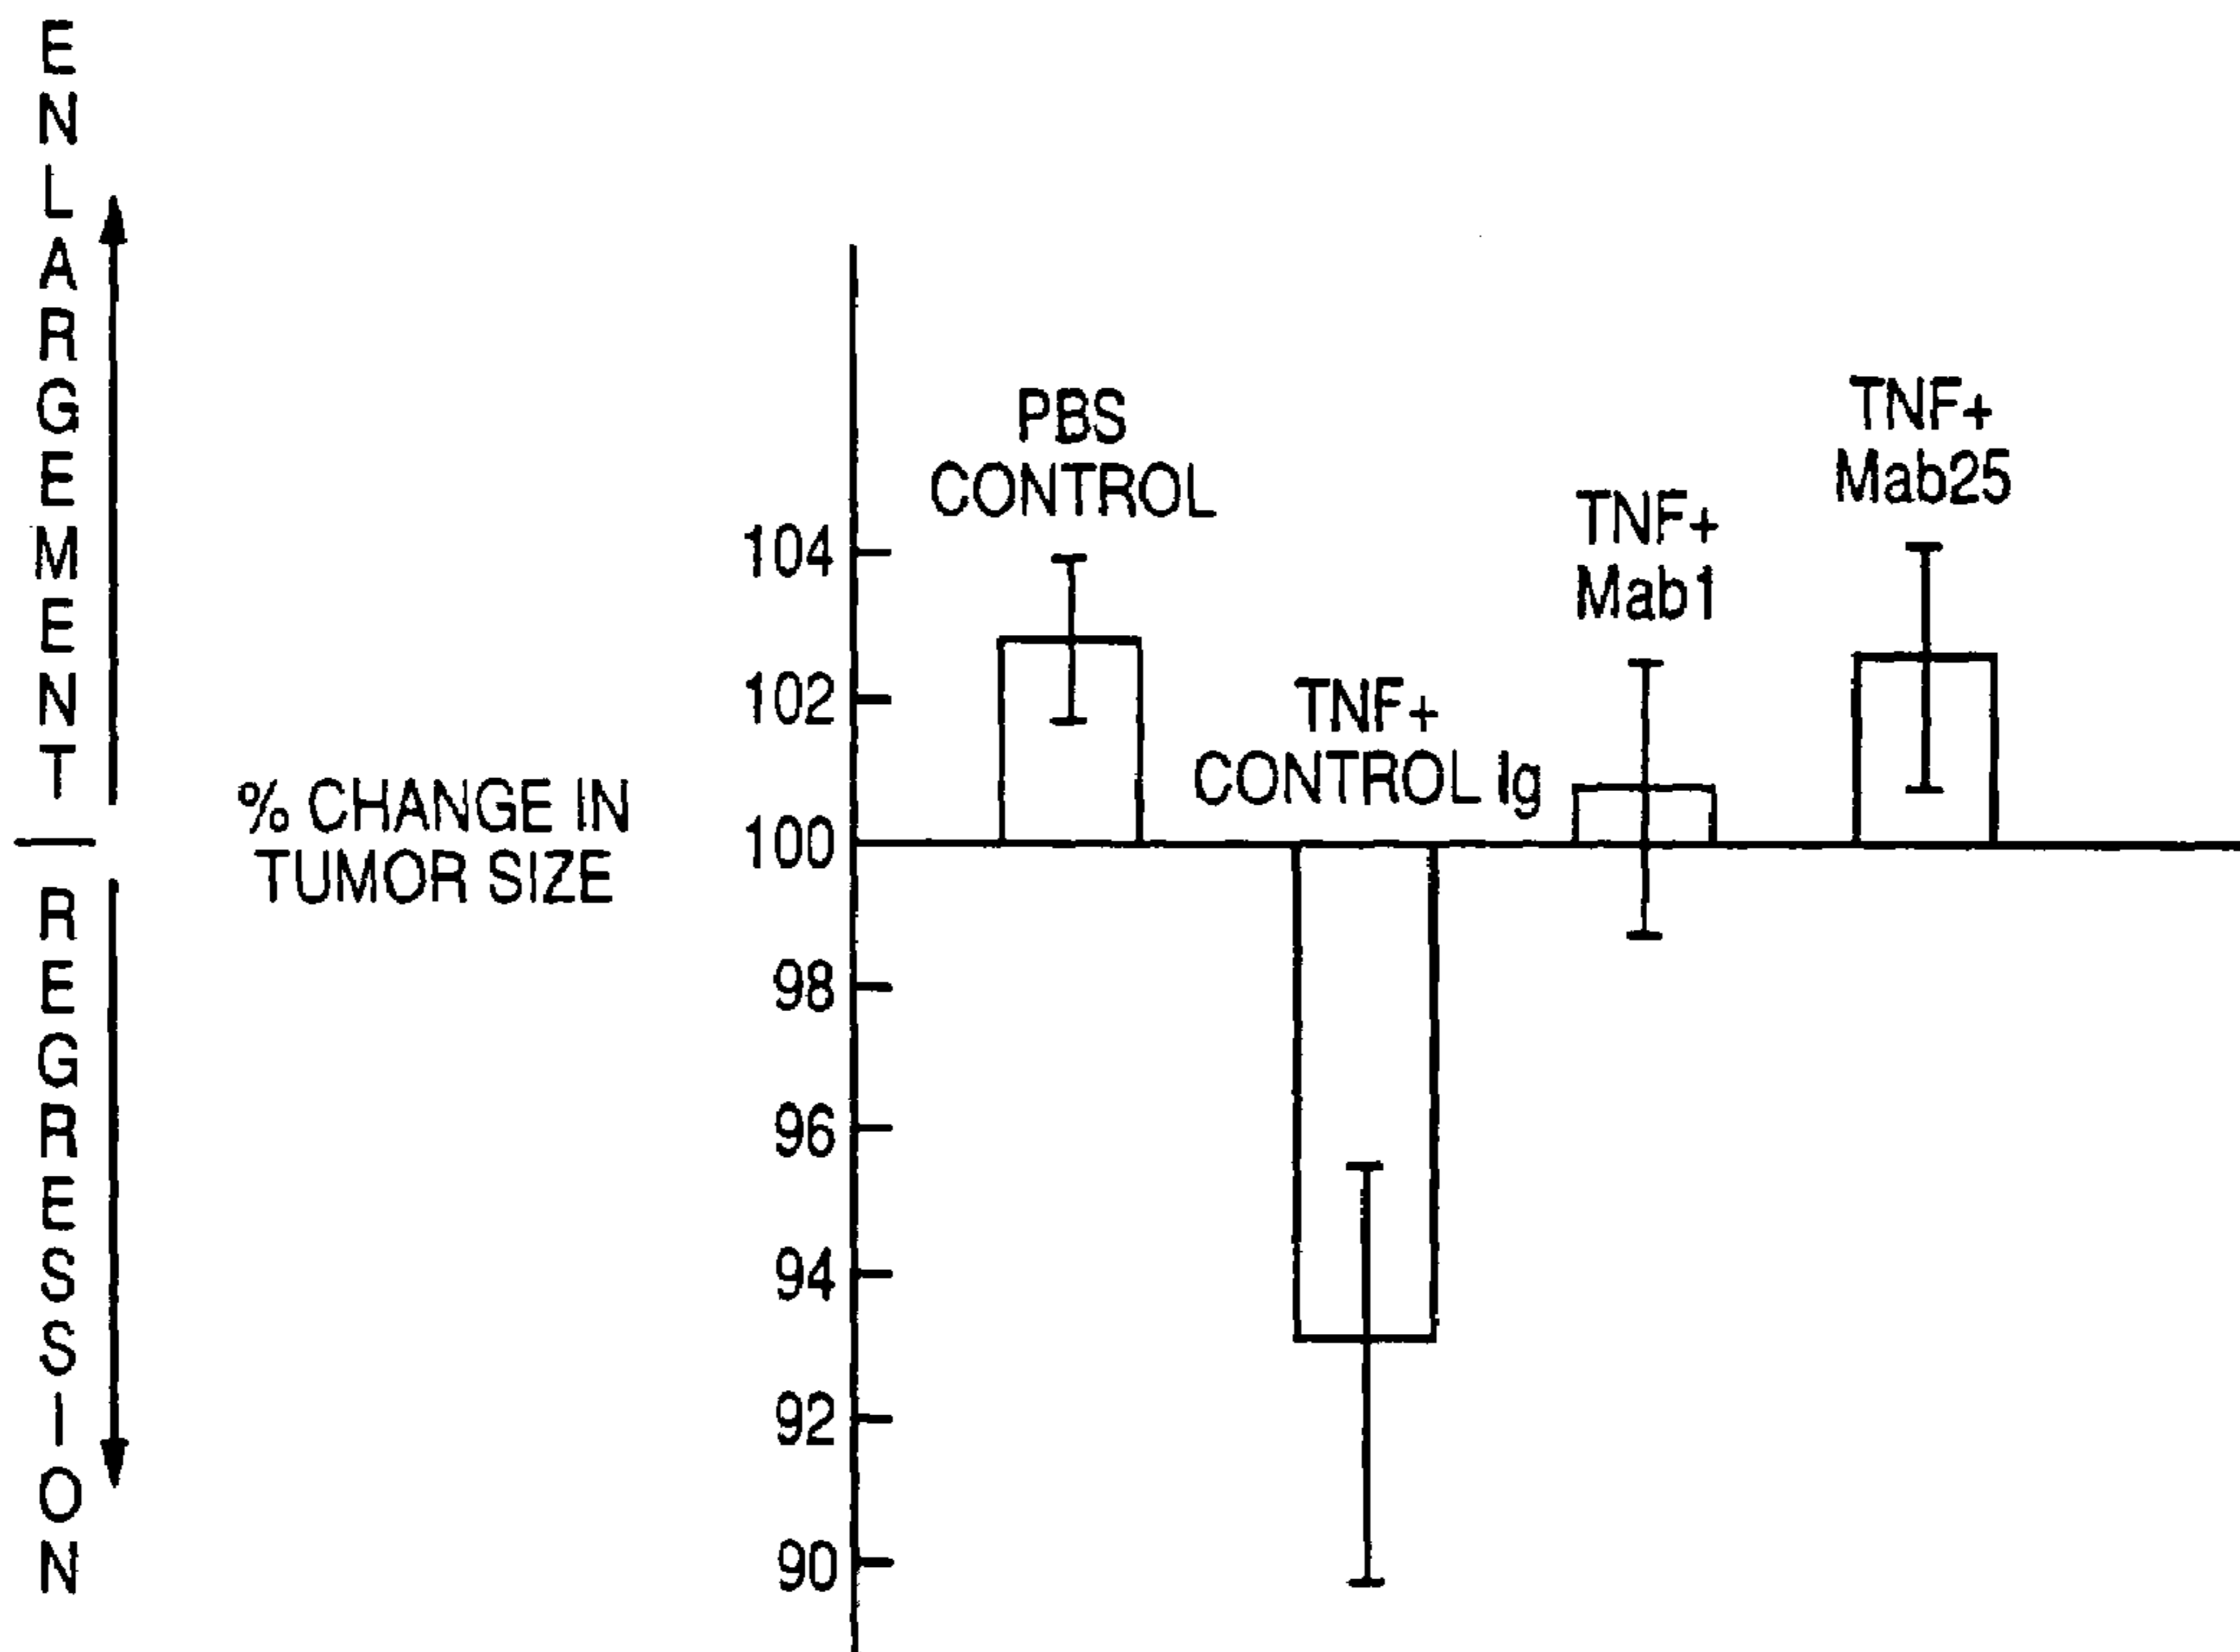 ENLARGEMENT
REGRESSION
% CHANGE IN
TUMOR SIZE
104
102
100
98
96
94
92
90
PBS
CONTROL
TNF+
CONTROL Ig
TNF+
Mab1
TNF+
Mab25